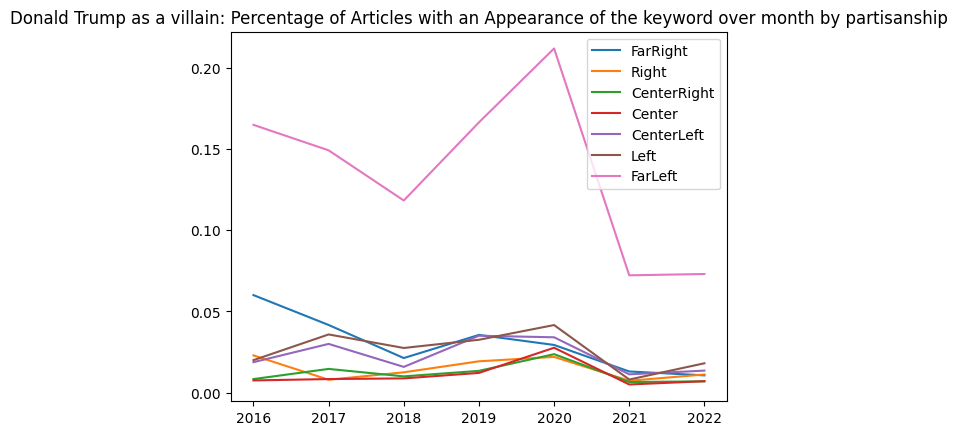 Donald Trump as a villain: Percentage of Articles with an Appearance of the keyword over month by partisanship
FarRight
Right
CenterRight
Center
CenterLeft
Left
FarLeft
0.20
0.15
0.10
0.05
0.00
2016 2017 2018 2019 2020 2021 2022